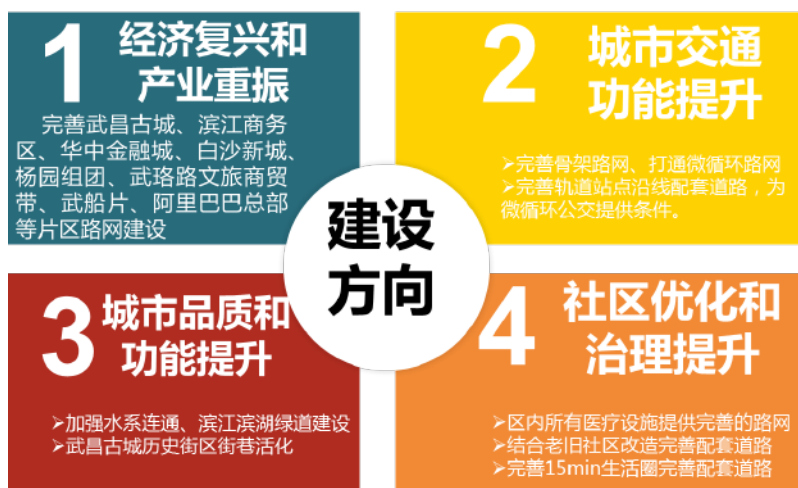 1
经济复兴和
产业重振
完善武昌古城、滨江商务
区、华中金融城、白沙新城、
杨园组团、武珞路文旅商贸
带、武船片、阿里巴巴总部
等片区路网建设
2
城市交通
功能提升
➢完善骨架路网、打通微循环路网
➢完善轨道站点沿线配套道路，为
微循环公交提供条件。
建设
方向
3
城市品质和
功能提升
➢加强水系连通、滨江滨湖绿道建设
➢武昌古城历史街区街巷活化
4
社区优化和
治理提升
➢区内所有医疗设施提供完善的路网
➢结合老旧社区改造完善配套道路
➢完善15min生活圈完善配套道路